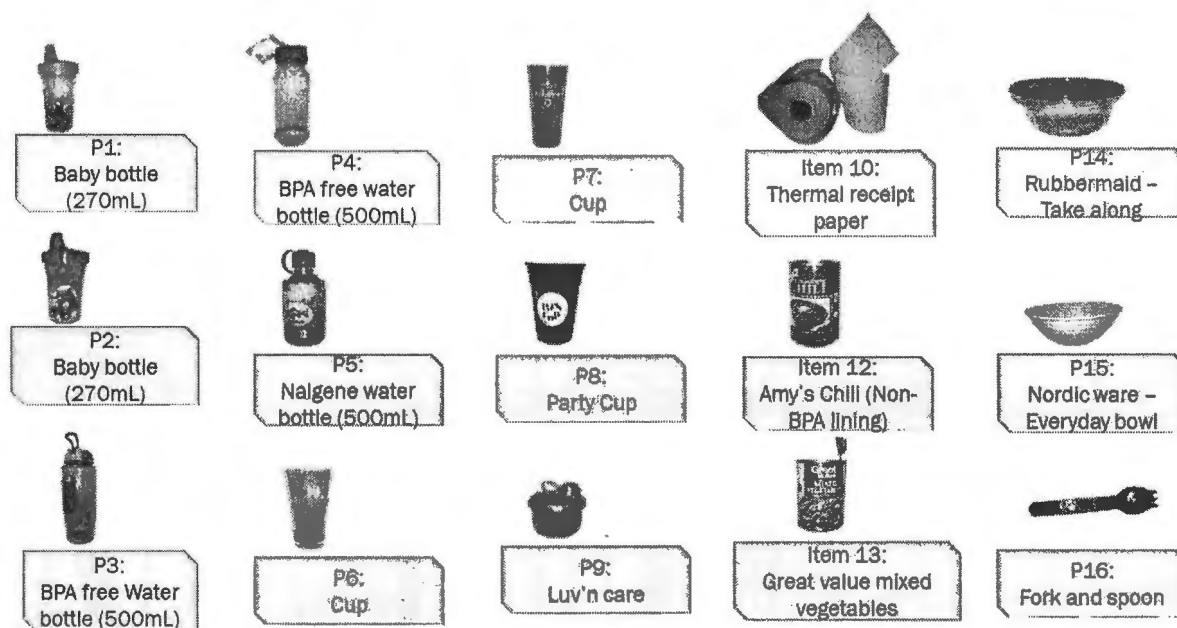 P1:
Baby bottle
(270mL)
P4:
BPA free water
bottle (500mL)
P7:
Cup
Item 10:
Thermal receipt
paper
P14:
Rubbermaid –
Take along
P2:
Baby bottle
(270mL)
P5:
Nalgene water
bottle (500mL)
P8:
Party Cup
Item 12:
Amy's Chili (Non-
BPA lining)
P15:
Nordic ware –
Everyday bowl
P3:
BPA free Water
bottle (500mL)
P6:
Cup
P9:
Luv'n care
Great
Item 13:
Great value mixed
vegetables
P16:
Fork and spoon